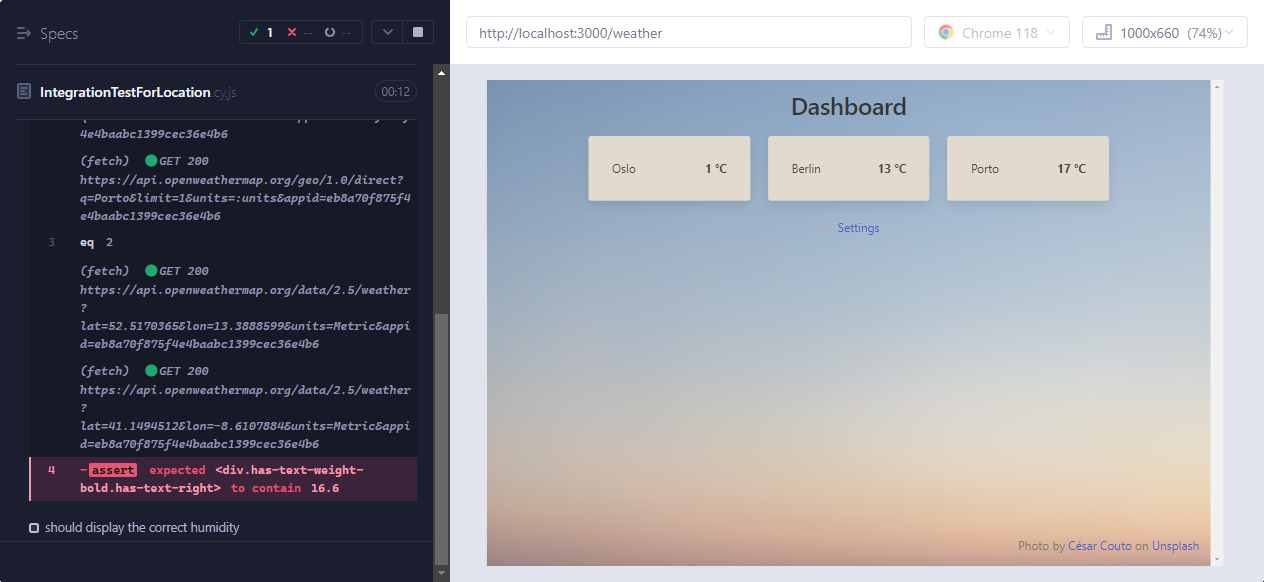 Specs
1
--
--
IntegrationTestForLocation.cy.js
00:12
4e4baabc1399cec36e4b6
(fetch) GET 200
https://api.openweathermap.org/geo/1.0/direct?
q=Porto&limit=1&units=:units&appid=eb8a70f875f4
e4baabc1399cec36e4b6
3 eq 2
(fetch) GET 200
https://api.openweathermap.org/data/2.5/weather
?
lat=52.5170365&lon=13.3888599&units=Metric&appi
d=eb8a70f875f4e4baabc1399cec36e4b6
(fetch) GET 200
https://api.openweathermap.org/data/2.5/weather
?
lat=41.1494512&lon=-8.6107884&units=Metric&appi
d=eb8a70f875f4e4baabc1399cec36e4b6
4 -assert expected <div.has-text-weight-
bold.has-text-right> to contain 16.6
should display the correct humidity
http://localhost:3000/weather
Chrome 118
1000x660 (74%)
Dashboard
Oslo 1 °C
Berlin 13 °C
Porto 17 °C
Settings
Photo by César Couto on Unsplash